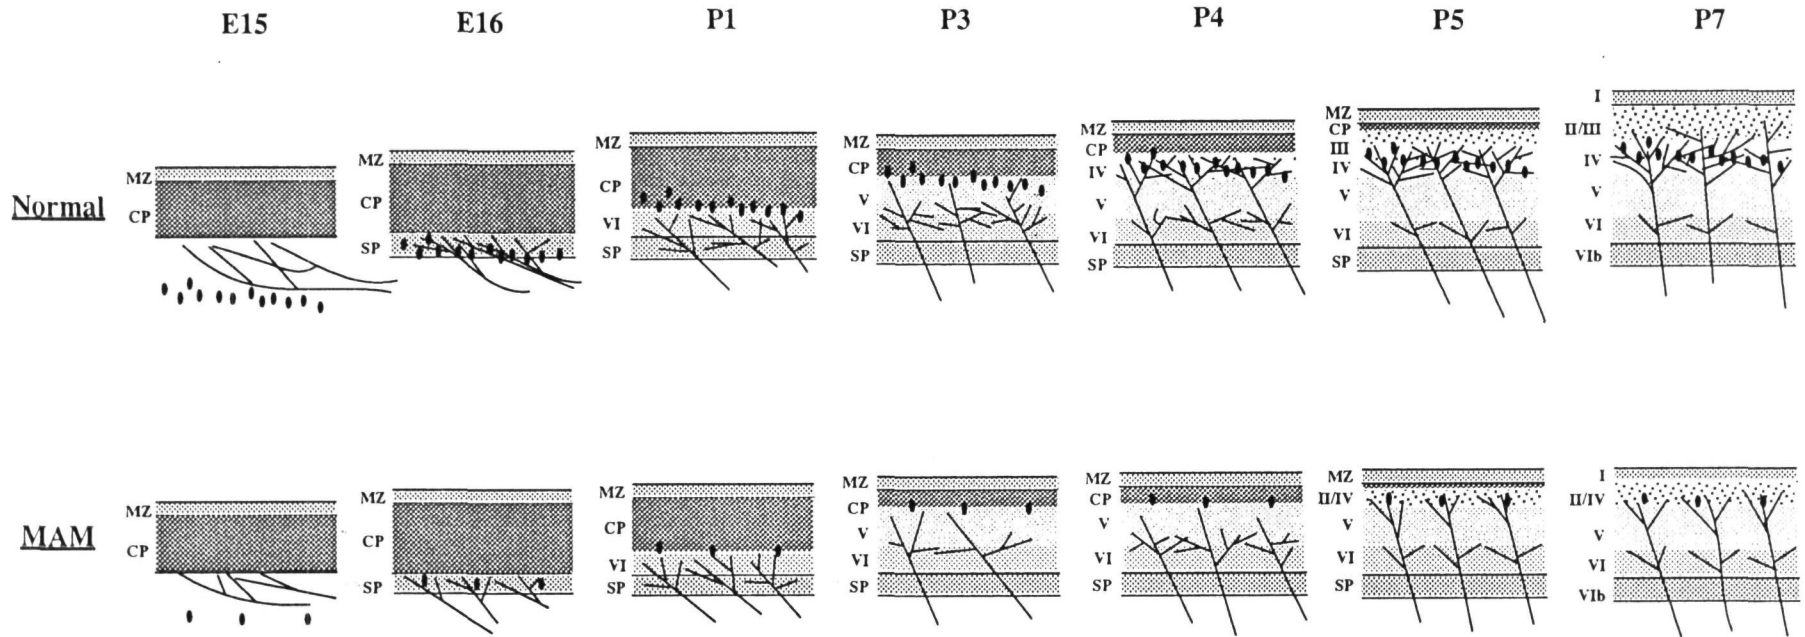 E15 E16 P1 P3 P4 P5 P7
Normal
MZ
CP
MZ
CP
SP
MZ
CP
VI
SP
MZ
CP
V
VI
SP
MZ
CP
IV
V
VI
SP
MZ
CP
III
IV
V
VI
SP
I
II/III
IV
V
VI
VIb
MAM
MZ
CP
MZ
CP
SP
MZ
CP
VI
SP
MZ
CP
V
VI
SP
MZ
CP
V
VI
SP
MZ
II/IV
V
VI
SP
I
II/IV
V
VI
VIb